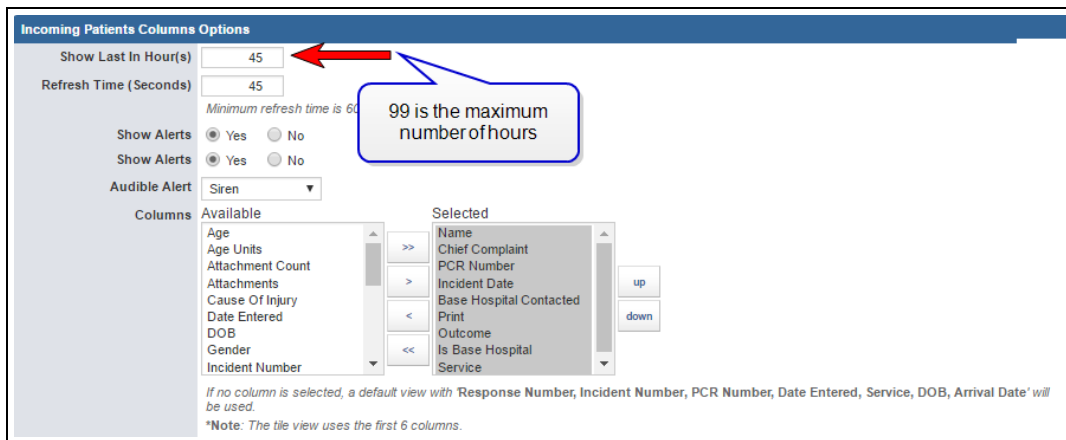 Incoming Patients Columns Options
Show Last In Hour(s) 45
Refresh Time (Seconds) 45
Minimum refresh time is 60
99 is the maximum
number of hours
Show Alerts Yes No
Show Alerts Yes No
Audible Alert Siren
Columns Available Selected
Age
Age Units
Attachment Count
Attachments
Cause Of Injury
Date Entered
DOB
Gender
Incident Number
>>
>
<
<<
Name
Chief Complaint
PCR Number
Incident Date
Base Hospital Contacted
Print
Outcome
Is Base Hospital
Service
up
down
If no column is selected, a default view with 'Response Number, Incident Number, PCR Number, Date Entered, Service, DOB, Arrival Date' will
be used.
*Note: The tile view uses the first 6 columns.